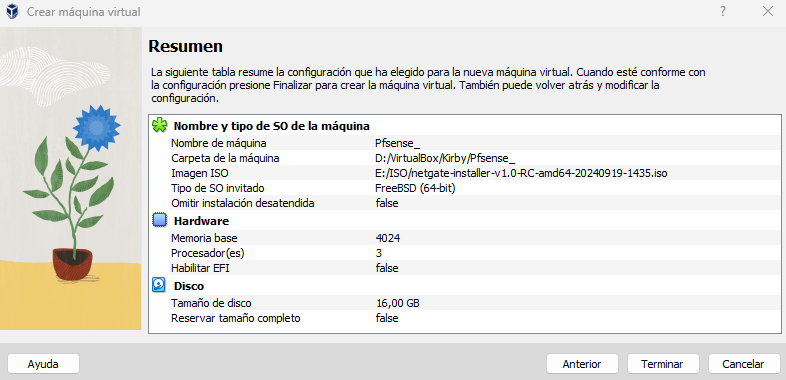 Crear máquina virtual
Resumen
La siguiente tabla resume la configuración que ha elegido para la nueva máquina virtual. Cuando esté conforme con
la configuración presione Finalizar para crear la máquina virtual. También puede volver atrás y modificar la
configuración.
Nombre y tipo de SO de la máquina
Nombre de máquina Pfsense_
Carpeta de la máquina D:/VirtualBox/Kirby/Pfsense_
Imagen ISO E:/ISO/netgate-installer-v1.0-RC-amd64-20240919-1435.iso
Tipo de SO invitado FreeBSD (64-bit)
Omitir instalación desatendida false
Hardware
Memoria base 4024
Procesador(es) 3
Habilitar EFI false
Disco
Tamaño de disco 16,00 GB
Reservar tamaño completo false
Ayuda Anterior Terminar Cancelar